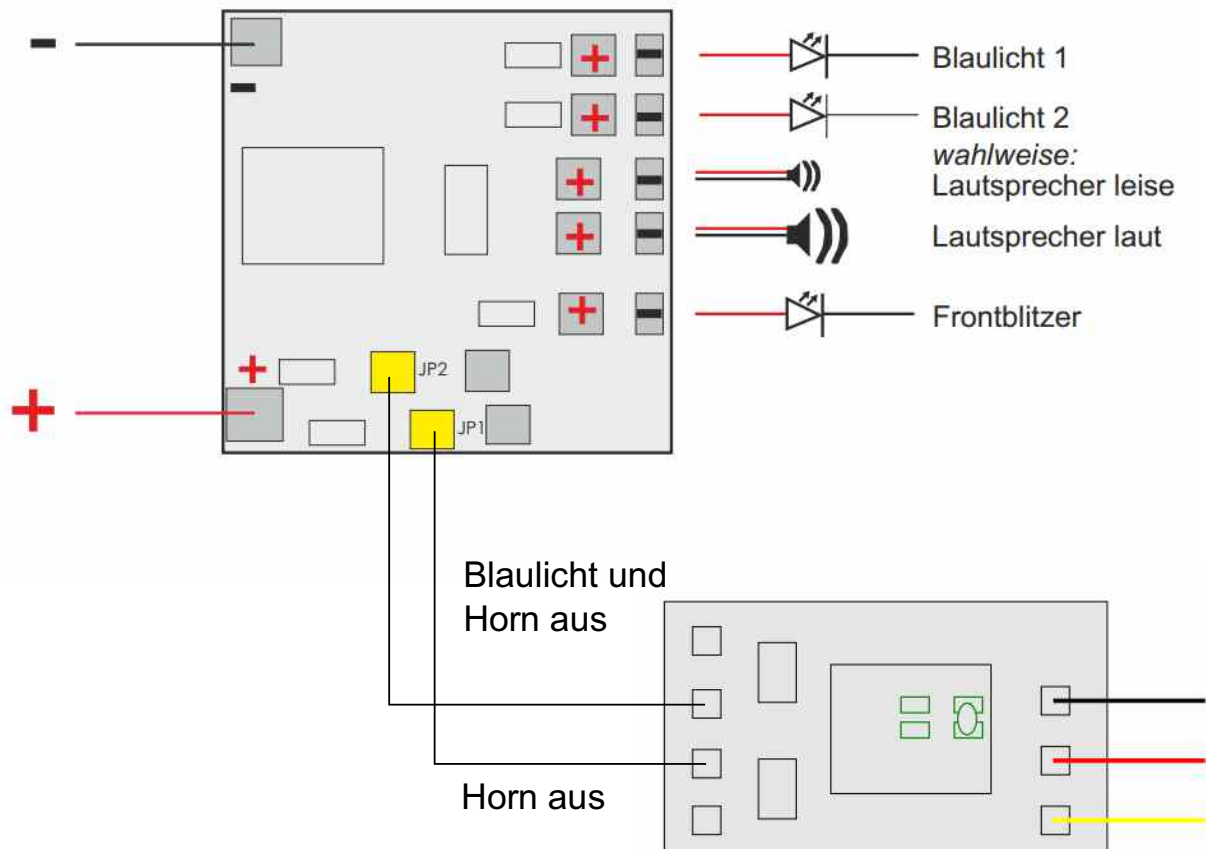 -
+
-
+
+ -
+ -
+ -
+ -
+ -
JP2
JP1
Blaulicht 1
Blaulicht 2
wahlweise:
Lautsprecher leise
Lautsprecher laut
Frontblitzer
Blaulicht und
Horn aus
Horn aus